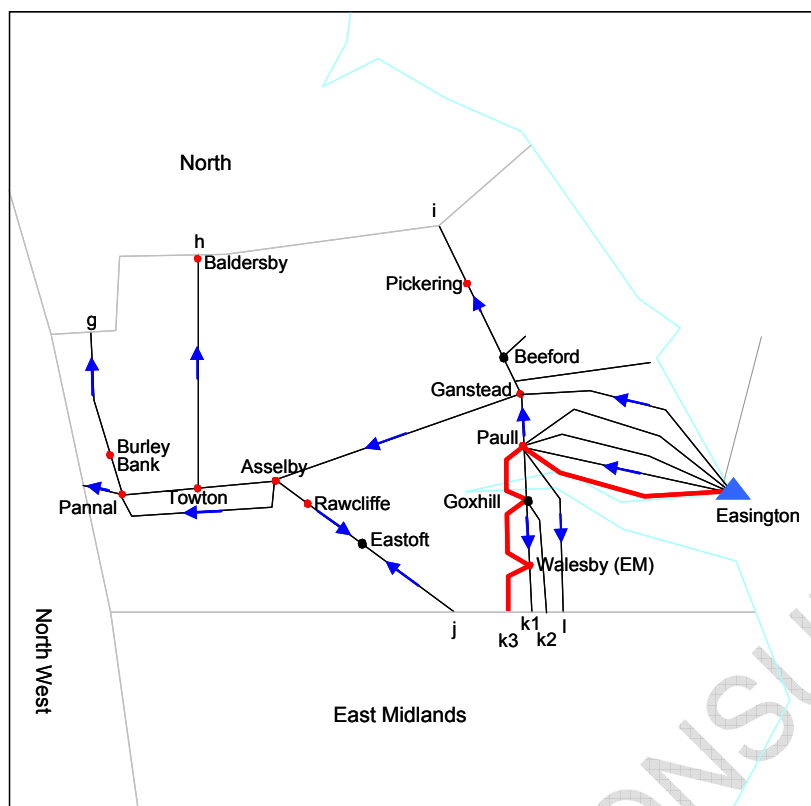 North
i
h
Baldersby
Pickering
g
Beeford
Ganstead
Burley
Bank
Asselby
Paull
Pannal
Towton
Rawcliffe
Goxhill
Easington
Eastoft
Walesby (EM)
j
k3
k1
k2
l
North West
East Midlands
ONSU